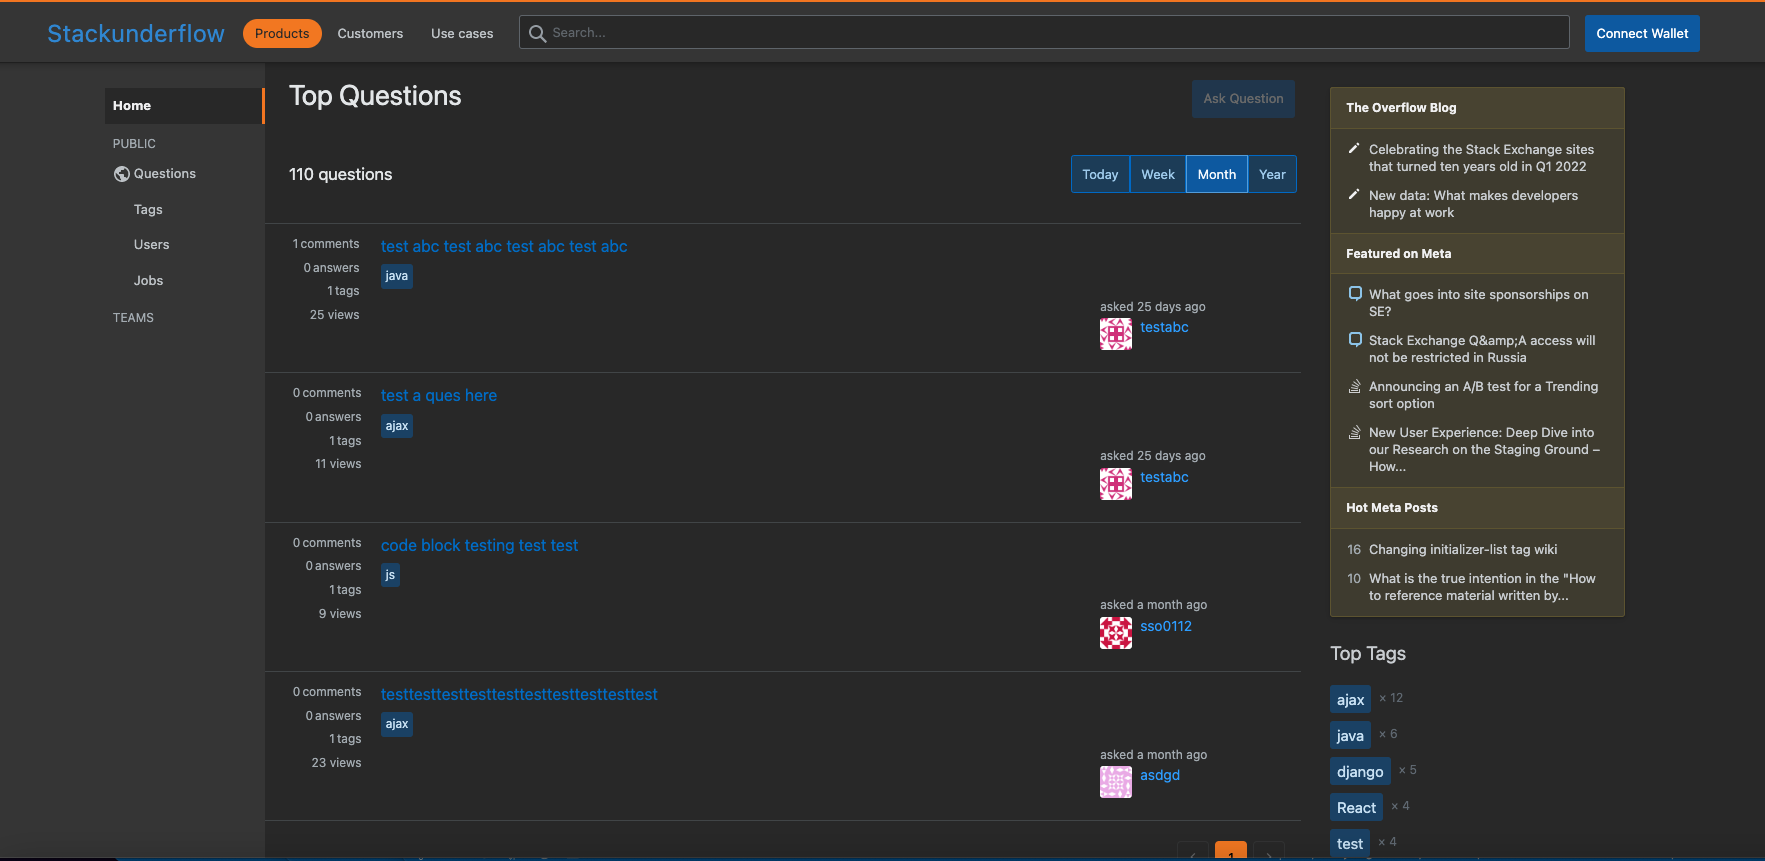 Stackunderflow
Products
Customers
Use cases
Search...
Connect Wallet
Home
PUBLIC
Questions
Tags
Users
Jobs
TEAMS
Top Questions
Ask Question
110 questions
Today
Week
Month
Year
1 comments
0 answers
1 tags
25 views
test abc test abc test abc test abc
java
asked 25 days ago
testabc
0 comments
0 answers
1 tags
11 views
test a ques here
ajax
asked 25 days ago
testabc
0 comments
0 answers
1 tags
9 views
code block testing test test
js
asked a month ago
sso0112
0 comments
0 answers
1 tags
23 views
testtesttesttesttesttesttesttesttesttest
ajax
asked a month ago
asdgd
1
The Overflow Blog
Celebrating the Stack Exchange sites
that turned ten years old in Q1 2022
New data: What makes developers
happy at work
Featured on Meta
What goes into site sponsorships on
SE?
Stack Exchange Q&amp;A access will
not be restricted in Russia
Announcing an A/B test for a Trending
sort option
New User Experience: Deep Dive into
our Research on the Staging Ground –
How...
Hot Meta Posts
16 Changing initializer-list tag wiki
10 What is the true intention in the "How
to reference material written by...
Top Tags
ajax × 12
java × 6
django × 5
React × 4
test × 4